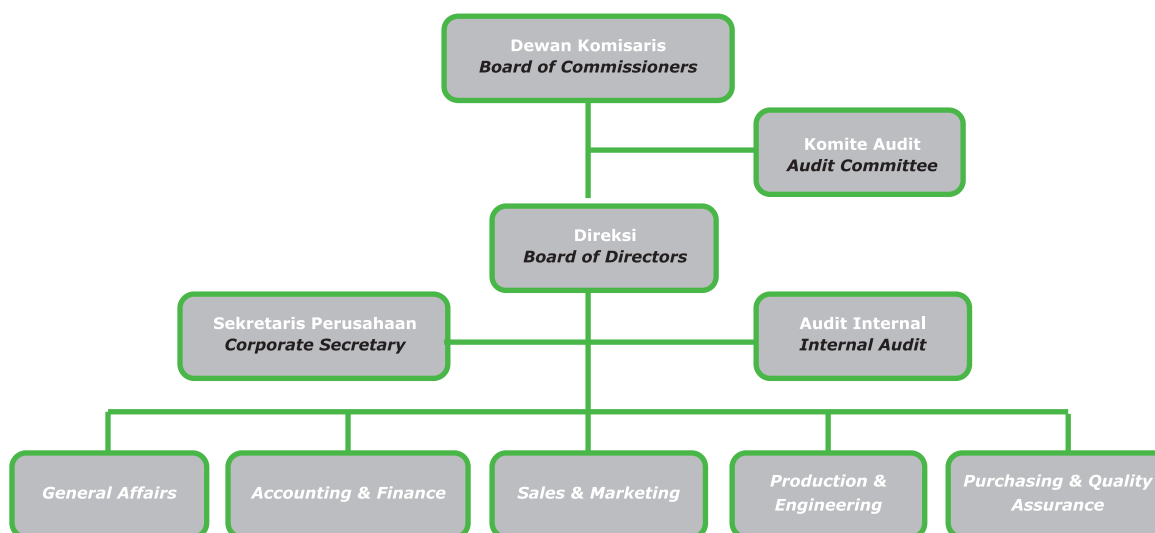 Dewan Komisaris
Board of Commissioners
Komite Audit
Audit Committee
Direksi
Board of Directors
Sekretaris Perusahaan
Corporate Secretary
Audit Internal
Internal Audit
General Affairs
Accounting & Finance
Sales & Marketing
Production &
Engineering
Purchasing & Quality
Assurance